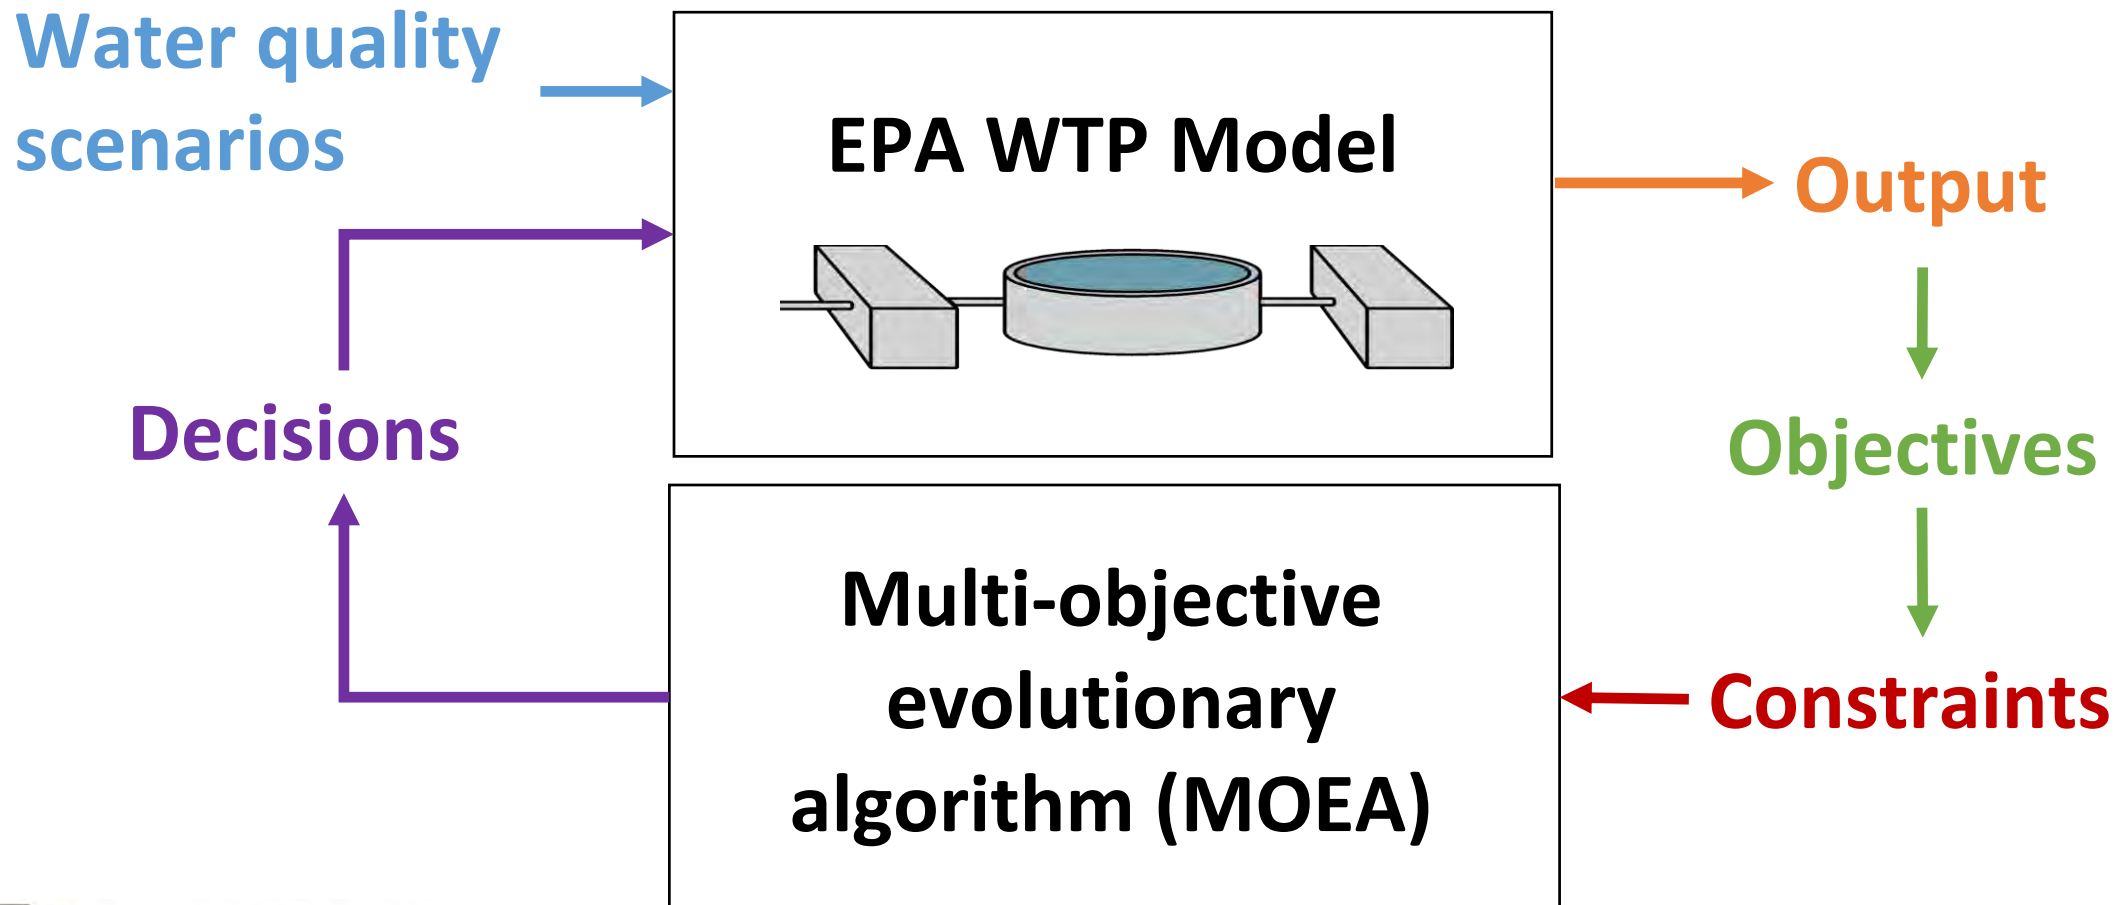 Water quality
scenarios
EPA WTP Model
Output
Decisions
Objectives
Multi-objective
evolutionary
algorithm (MOEA)
Constraints